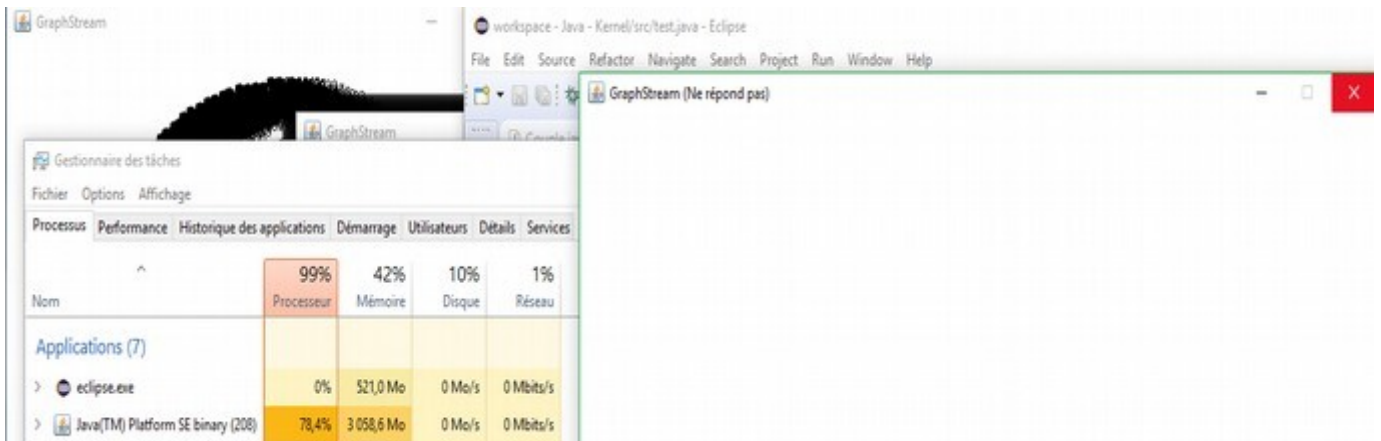 GraphStream
workspace - Java - Kernel/src/test.java - Eclipse
File Edit Source Refactor Navigate Search Project Run Window Help
GraphStream (Ne répond pas)
GraphStream
Gestionnaire des tâches
Fichier Options Affichage
Processus Performance Historique des applications Démarrage Utilisateurs Détails Services
99% 42% 10% 1%
Nom Processeur Mémoire Disque Réseau
Applications (7)
eclipse.exe 0% 521,0 Mo 0 Mo/s 0 Mbits/s
Java(TM) Platform SE binary (208) 78,4% 3 058,6 Mo 0 Mo/s 0 Mbits/s